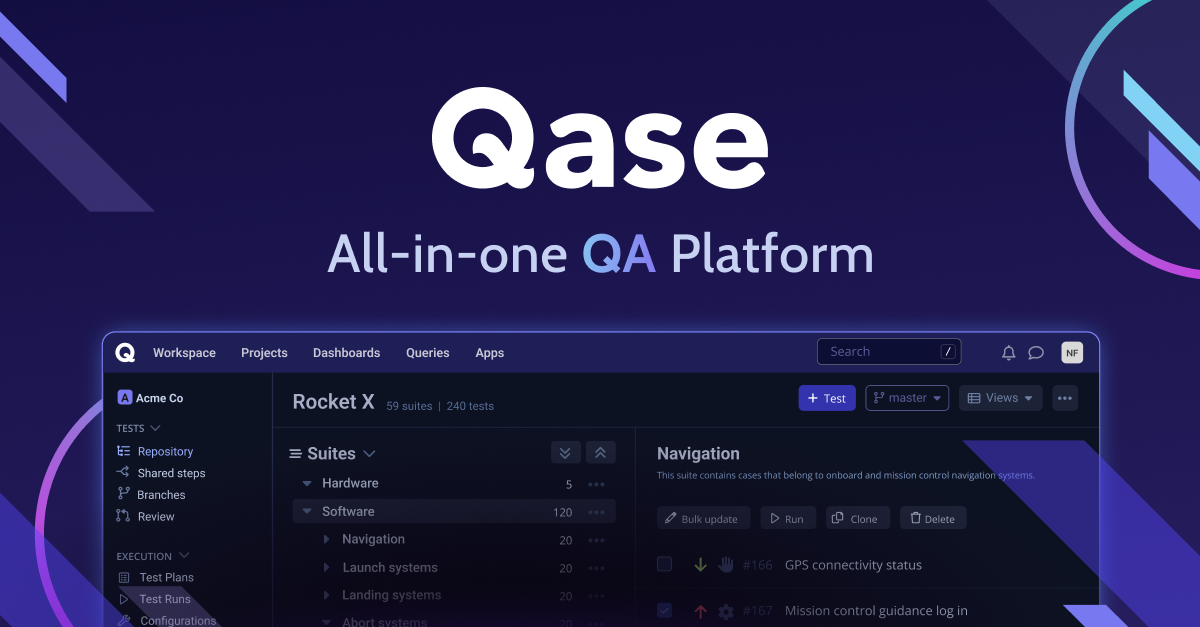 Qase
All-in-one QA Platform
Workspace Projects Dashboards Queries Apps Search / NF
A Acme Co
TESTS
Repository
Shared steps
Branches
Review
EXECUTION
Test Plans
Test Runs
Configurations
Rocket X 59 suites | 240 tests
+ Test master Views
Suites
Hardware 5
Software 120
Navigation 20
Launch systems 20
Landing systems 20
Abort systems 20
Navigation
This suite contains cases that belong to onboard and mission control navigation systems.
Bulk update Run Clone Delete
#166 GPS connectivity status
#167 Mission control guidance log in